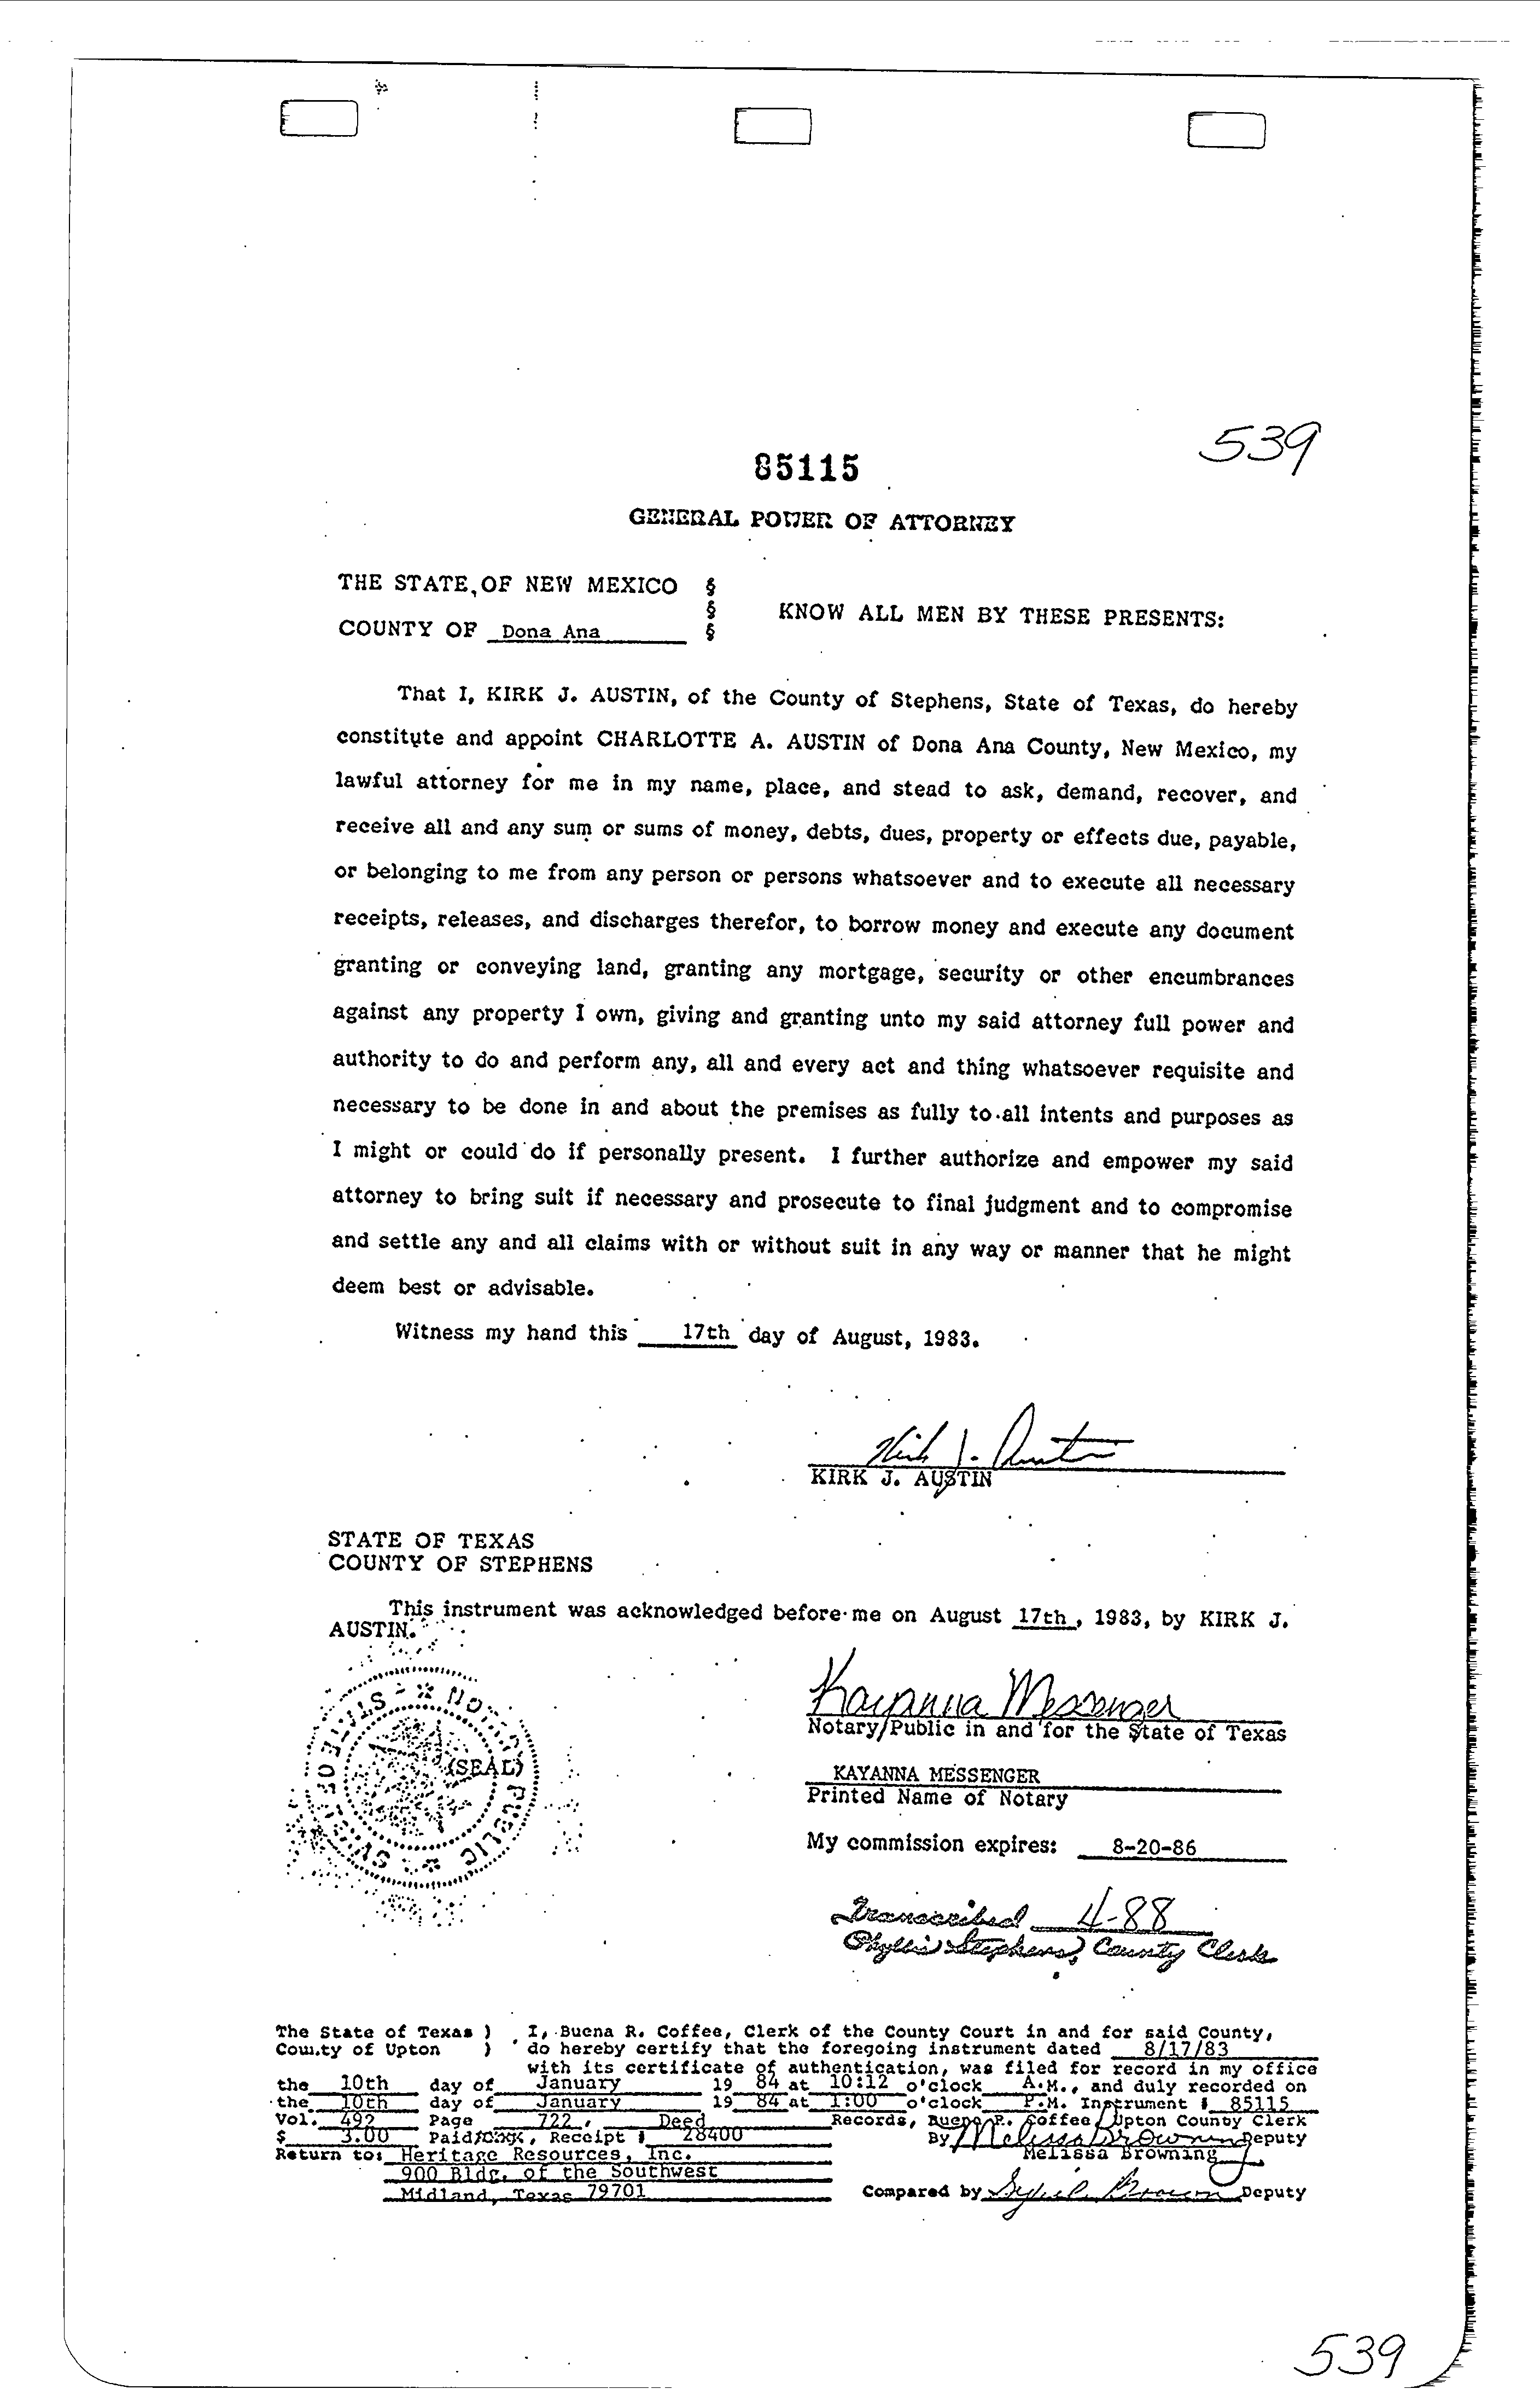 539
85115
GENERAL POWER OF ATTORNEY
THE STATE OF NEW MEXICO §
§ KNOW ALL MEN BY THESE PRESENTS:
COUNTY OF Dona Ana §
That I, KIRK J. AUSTIN, of the County of Stephens, State of Texas, do hereby
constitute and appoint CHARLOTTE A. AUSTIN of Dona Ana County, New Mexico, my
lawful attorney for me in my name, place, and stead to ask, demand, recover, and
receive all and any sum or sums of money, debts, dues, property or effects due, payable,
or belonging to me from any person or persons whatsoever and to execute all necessary
receipts, releases, and discharges therefor, to borrow money and execute any document
granting or conveying land, granting any mortgage, security or other encumbrances
against any property I own, giving and granting unto my said attorney full power and
authority to do and perform any, all and every act and thing whatsoever requisite and
necessary to be done in and about the premises as fully to all intents and purposes as
I might or could do if personally present. I further authorize and empower my said
attorney to bring suit if necessary and prosecute to final judgment and to compromise
and settle any and all claims with or without suit in any way or manner that he might
deem best or advisable.
Witness my hand this 17th day of August, 1983.
Kirk J. Austin
KIRK J. AUSTIN
STATE OF TEXAS
COUNTY OF STEPHENS
This instrument was acknowledged before me on August 17th, 1983, by KIRK J.
AUSTIN.
NOTARY PUBLIC STATE OF TEXAS
(SEAL)
Kayanna Messenger
Notary Public in and for the State of Texas
KAYANNA MESSENGER
Printed Name of Notary
My commission expires: 8-20-86
Transcribed 4-88
Phyllis Stephens, County Clerk
The State of Texas ) I, Buena R. Coffee, Clerk of the County Court in and for said County,
County of Upton ) do hereby certify that the foregoing instrument dated 8/17/83
with its certificate of authentication, was filed for record in my office
the 10th day of January 19 84 at 10:12 o'clock A.M., and duly recorded on
the 10th day of January 19 84 at 1:00 o'clock P.M. Instrument # 85115
Vol. 492 Page 722, Deed Records, Buena R. Coffee, Upton County Clerk
$ 3.00 Paid, Receipt # 28400 By Melissa Browning Deputy
Return to: Heritage Resources, Inc. Melissa Browning
900 Bldg. of the Southwest
Midland, Texas 79701 Compared by Deputy
539